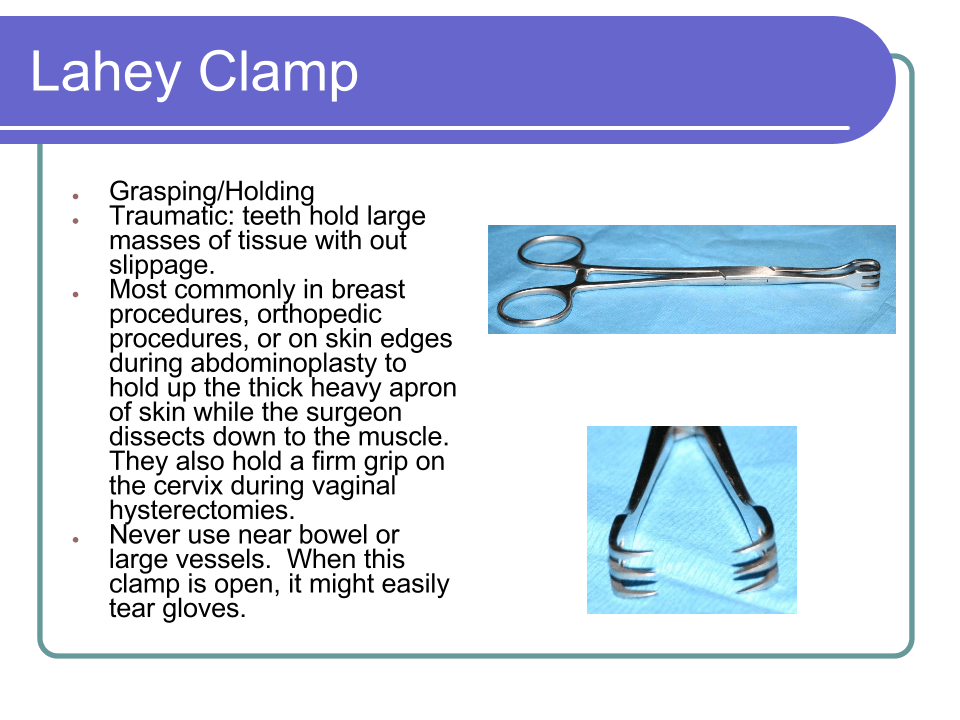 Lahey Clamp
● Grasping/Holding
● Traumatic: teeth hold large
masses of tissue with out
slippage.
● Most commonly in breast
procedures, orthopedic
procedures, or on skin edges
during abdominoplasty to
hold up the thick heavy apron
of skin while the surgeon
dissects down to the muscle.
They also hold a firm grip on
the cervix during vaginal
hysterectomies.
● Never use near bowel or
large vessels.  When this
clamp is open, it might easily
tear gloves.